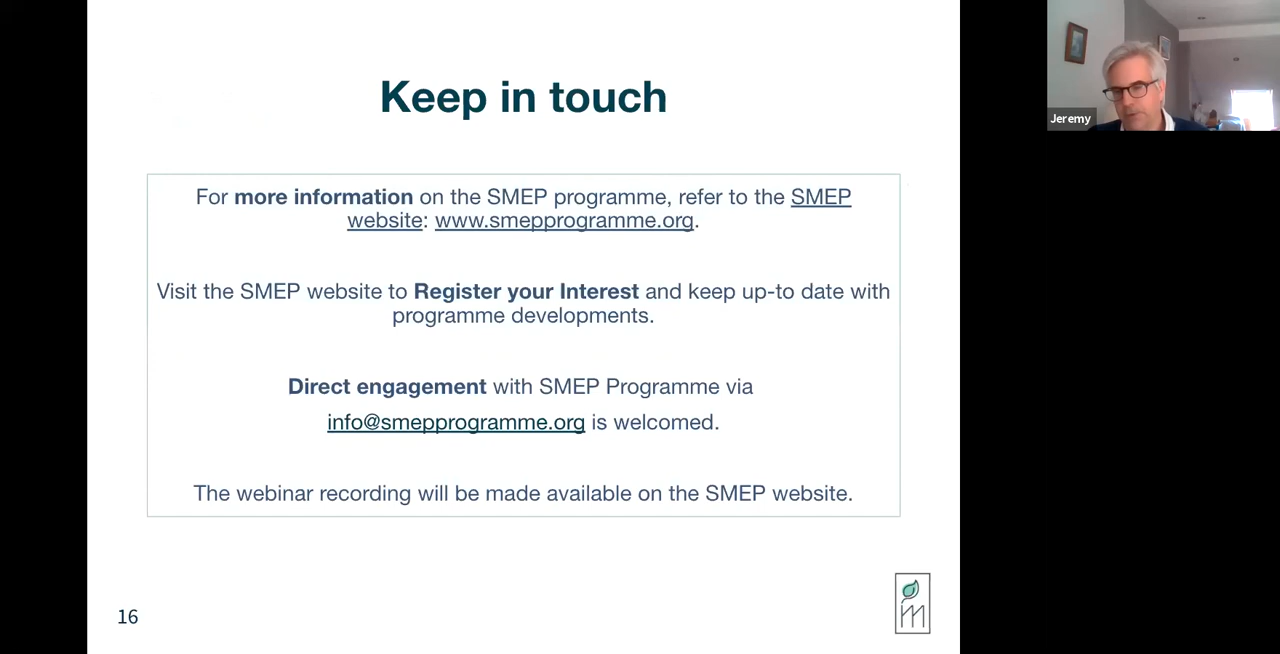 Keep in touch
For more information on the SMEP programme, refer to the SMEP
website: www.smepprogramme.org.
Visit the SMEP website to Register your Interest and keep up-to date with
programme developments.
Direct engagement with SMEP Programme via
info@smepprogramme.org is welcomed.
The webinar recording will be made available on the SMEP website.
16
Jeremy